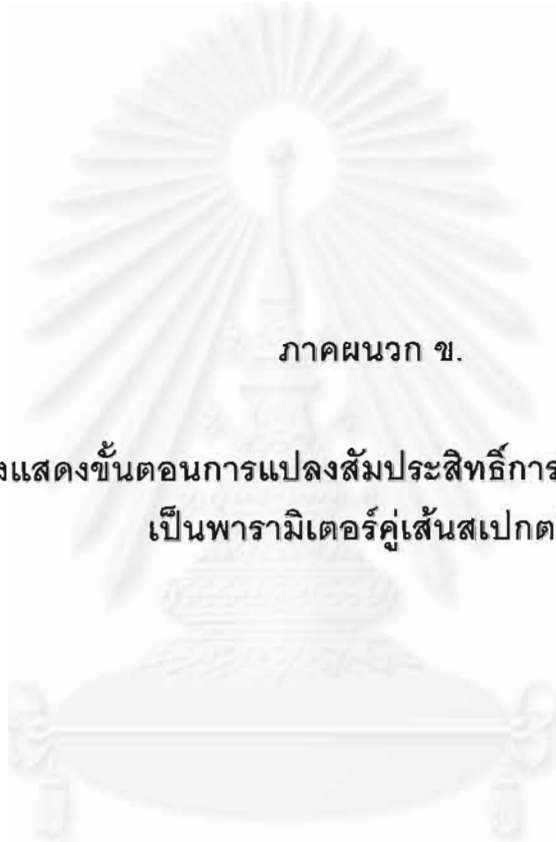 ภาคผนวก ข.
งแสดงขั้นตอนการแปลงสัมประสิทธิ์การ
เป็นพารามิเตอร์คู่เส้นสเปกต